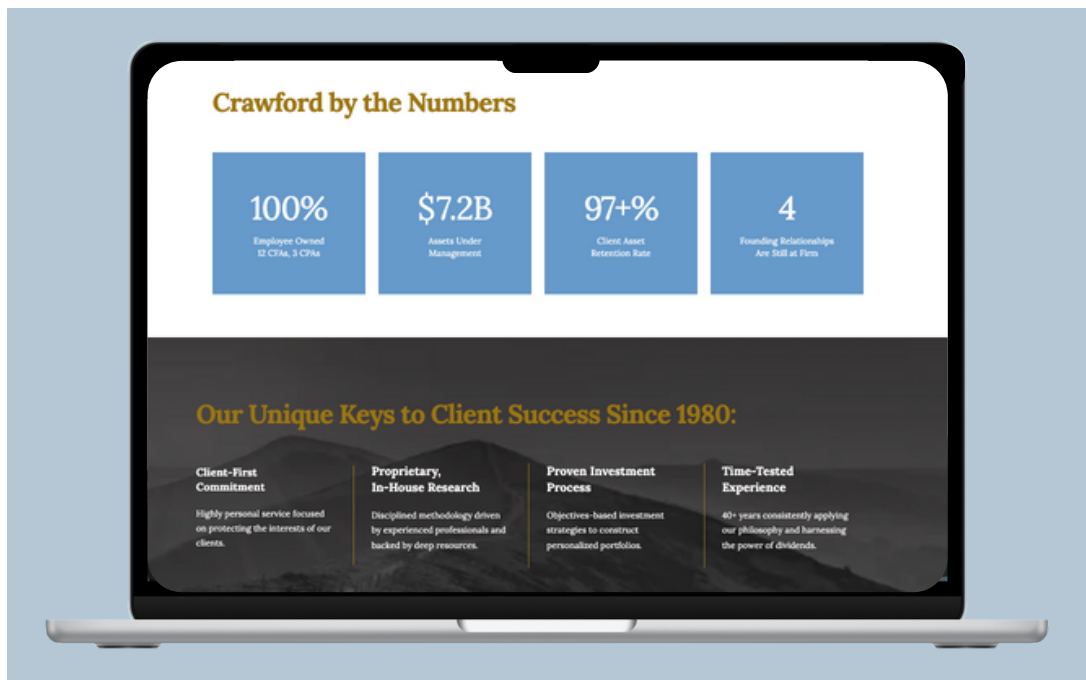 Crawford by the Numbers
100%
Employee Owned
12 CFAs, 3 CPAs
$7.2B
Assets Under
Management
97+%
Client Asset
Retention Rate
4
Founding Relationships
Are Still at Firm
Our Unique Keys to Client Success Since 1980:
Client-First
Commitment
Highly personal service focused
on protecting the interests of our
clients.
Proprietary,
In-House Research
Disciplined methodology driven
by experienced professionals and
backed by deep resources.
Proven Investment
Process
Objectives-based investment
strategies to construct
personalized portfolios.
Time-Tested
Experience
40+ years consistently applying
our philosophy and harnessing
the power of dividends.